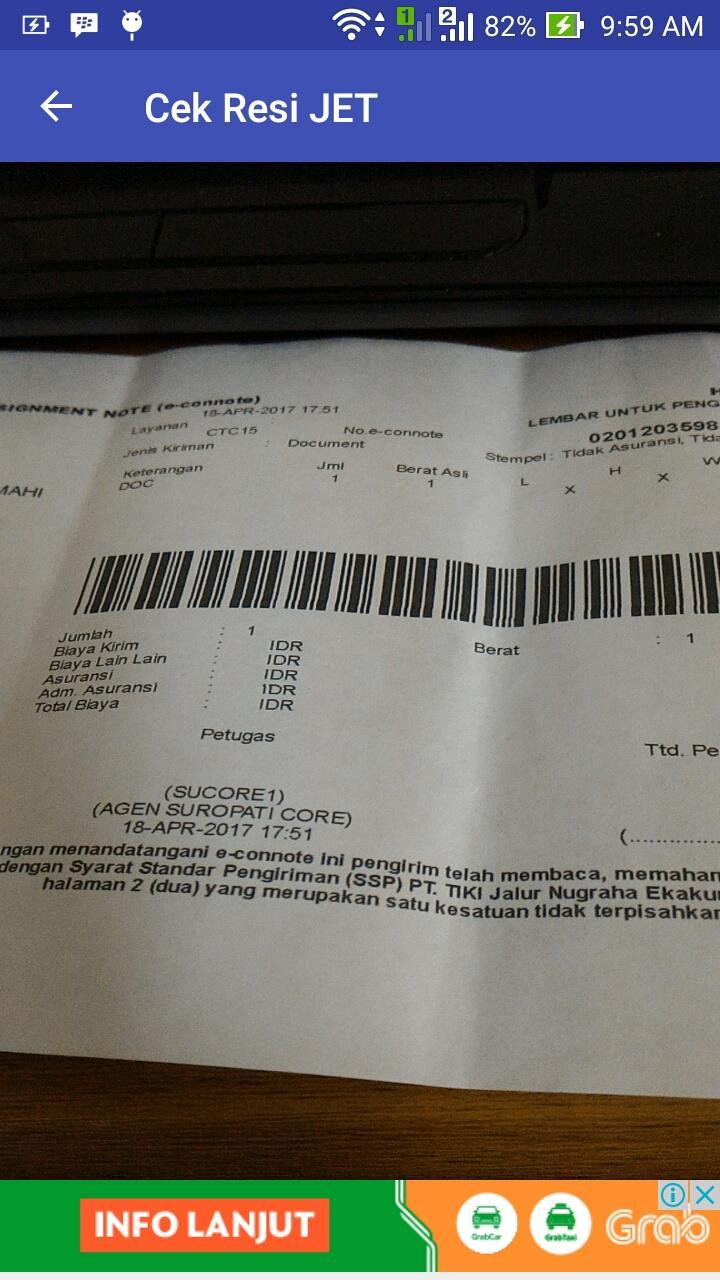 82% 9:59 AM
Cek Resi JET
SIGNMENT NOTE (e-connote)
18-APR-2017 17:51
LEMBAR UNTUK PENG
Layanan CTC15 No.e-connote 0201203598
Jenis Kiriman : Document Stempel : Tidak Asuransi, Tida
Keterangan Jml Berat Asli L x H x W
MAHI DOC 1 1
Jumlah : 1 Berat : 1
Biaya Kirim : IDR
Biaya Lain Lain : IDR
Asuransi : IDR
Adm. Asuransi : IDR
Total Biaya : IDR
Petugas Ttd. Pe
(SUCORE1)
(AGEN SUROPATI CORE)
18-APR-2017 17:51 (..............
ngan menandatangani e-connote ini pengirim telah membaca, memahan
dengan Syarat Standar Pengiriman (SSP) PT. TIKI Jalur Nugraha Ekakur
halaman 2 (dua) yang merupakan satu kesatuan tidak terpisahkan
INFO LANJUT
GrabCar
GrabTaxi
Grab